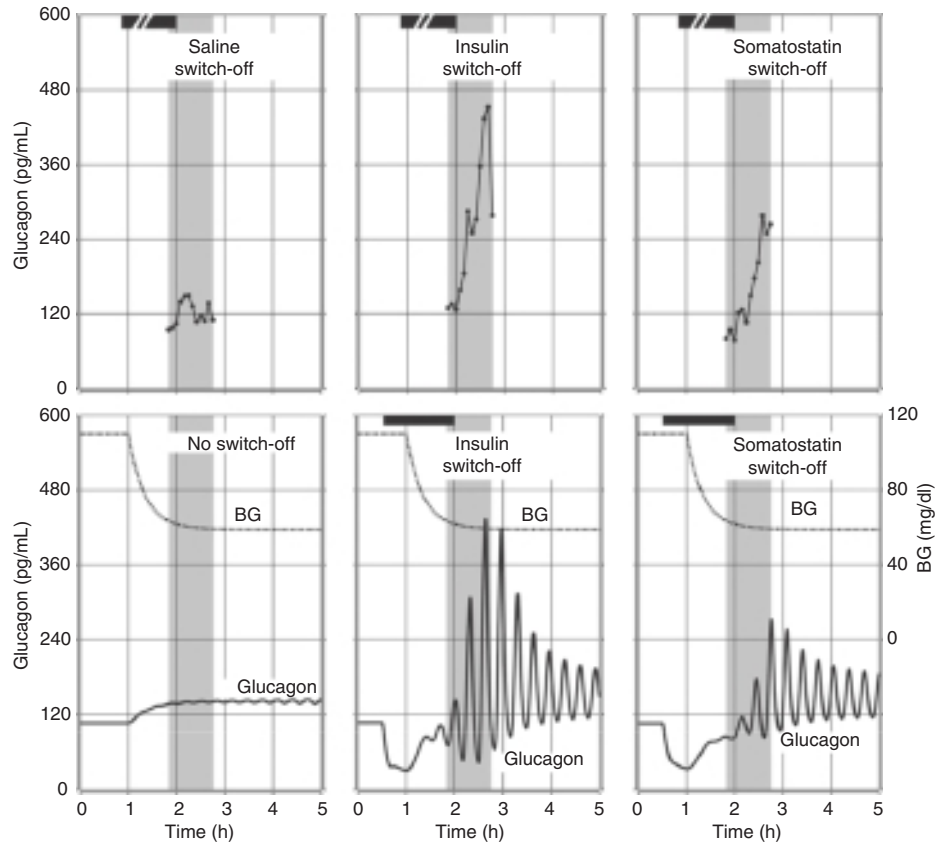 600
480
360
240
120
0
Glucagon (pg/mL)
Saline
switch-off
Insulin
switch-off
Somatostatin
switch-off
600
480
360
240
120
0
Glucagon (pg/mL)
No switch-off
BG
Glucagon
Insulin
switch-off
BG
Glucagon
Somatostatin
switch-off
BG
Glucagon
120
80
60
40
0
BG (mg/dl)
0 1 2 3 4 5
0 1 2 3 4 5
0 1 2 3 4 5
Time (h)
Time (h)
Time (h)